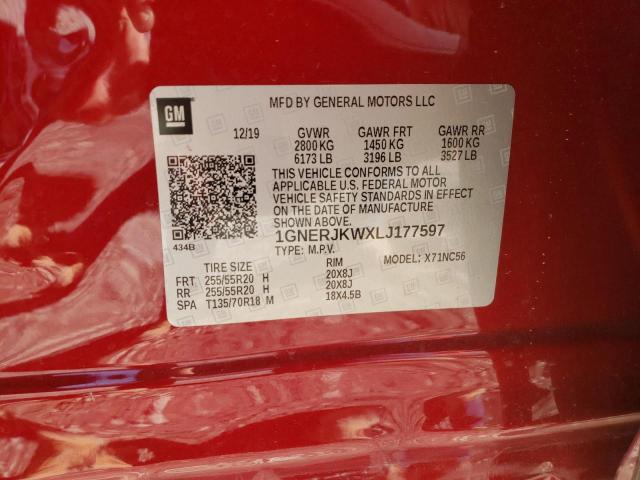 GM
MFD BY GENERAL MOTORS LLC
12/19 GVWR GAWR FRT GAWR RR
2800 KG 1450 KG 1600 KG
6173 LB 3196 LB 3527 LB
THIS VEHICLE CONFORMS TO ALL
APPLICABLE U.S. FEDERAL MOTOR
VEHICLE SAFETY STANDARDS IN EFFECT
ON THE DATE OF MANUFACTURE
SHOWN ABOVE.
434B
1GNERJKWXLJ177597
TYPE: M.P.V. MODEL: X71NC56
TIRE SIZE RIM
FRT 255/55R20 H 20X8J
RR 255/55R20 H 20X8J
SPA T135/70R18 M 18X4.5B